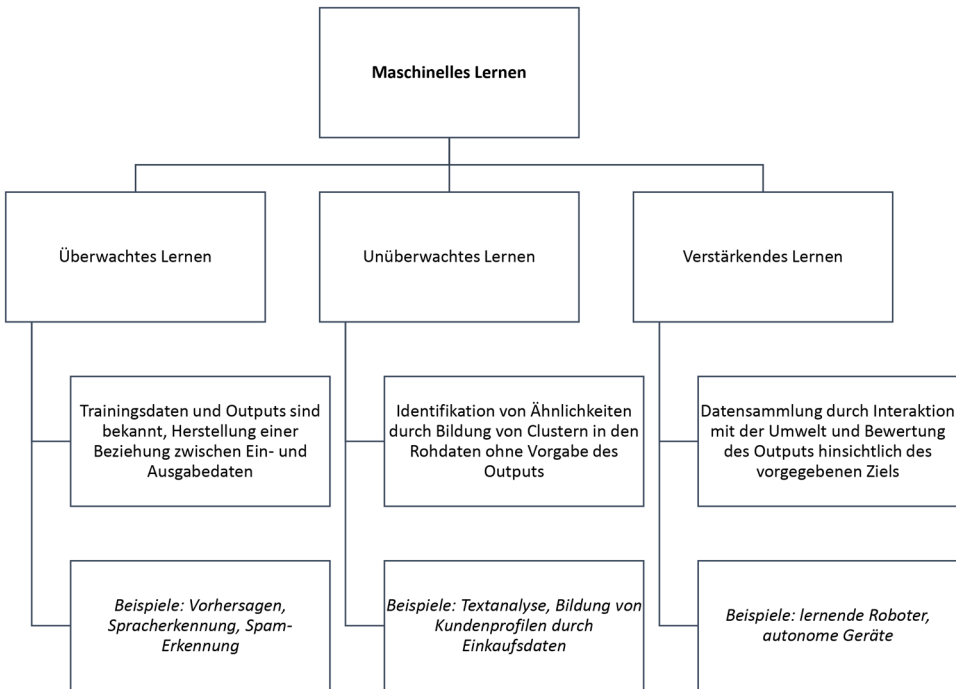 Maschinelles Lernen
Überwachtes Lernen
Unüberwachtes Lernen
Verstärkendes Lernen
Trainingsdaten und Outputs sind
bekannt, Herstellung einer
Beziehung zwischen Ein- und
Ausgabedaten
Identifikation von Ähnlichkeiten
durch Bildung von Clustern in den
Rohdaten ohne Vorgabe des
Outputs
Datensammlung durch Interaktion
mit der Umwelt und Bewertung
des Outputs hinsichtlich des
vorgegebenen Ziels
Beispiele: Vorhersagen,
Spracherkennung, Spam-
Erkennung
Beispiele: Textanalyse, Bildung von
Kundenprofilen durch
Einkaufsdaten
Beispiele: lernende Roboter,
autonome Geräte